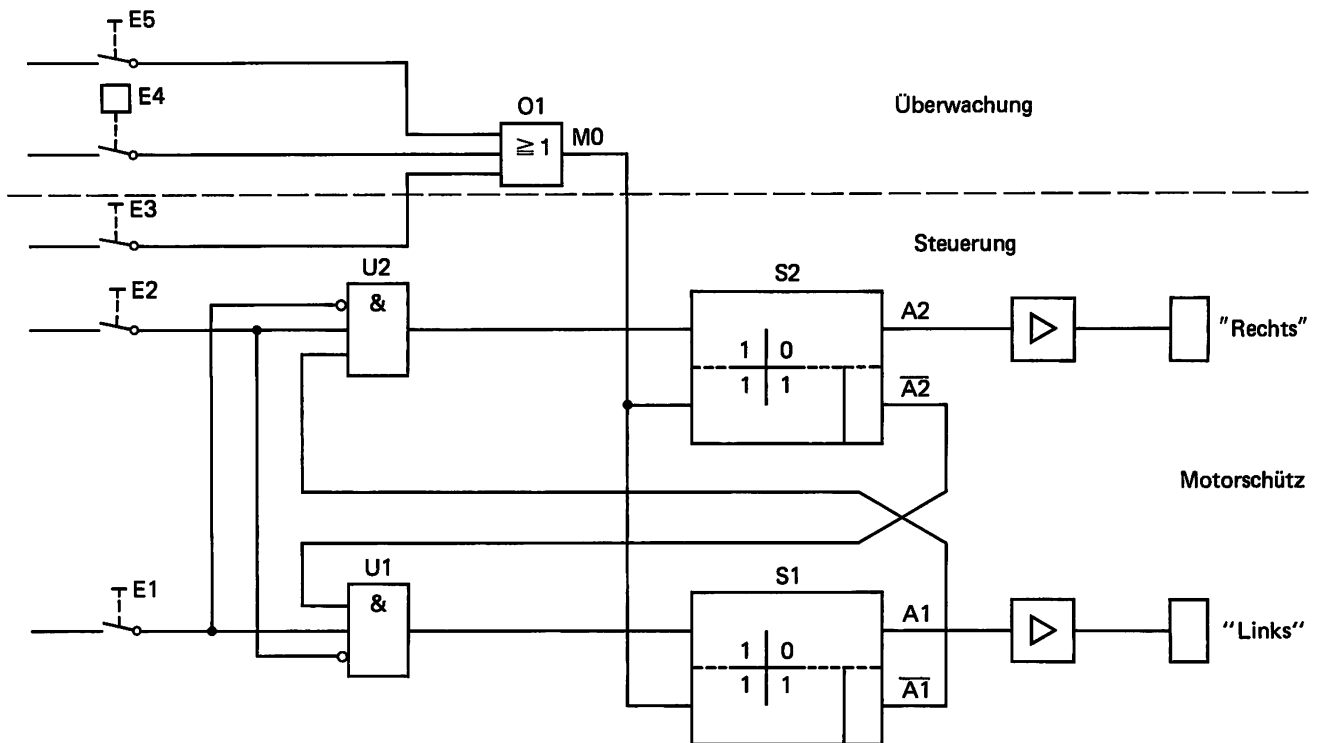 E5
E4
O1
≧ 1
M0
Überwachung
E3
Steuerung
U2
&
S2
E2
A2
"Rechts"
1 0
1 1
A2
Motorschütz
U1
&
S1
E1
A1
"Links"
1 0
1 1
A1